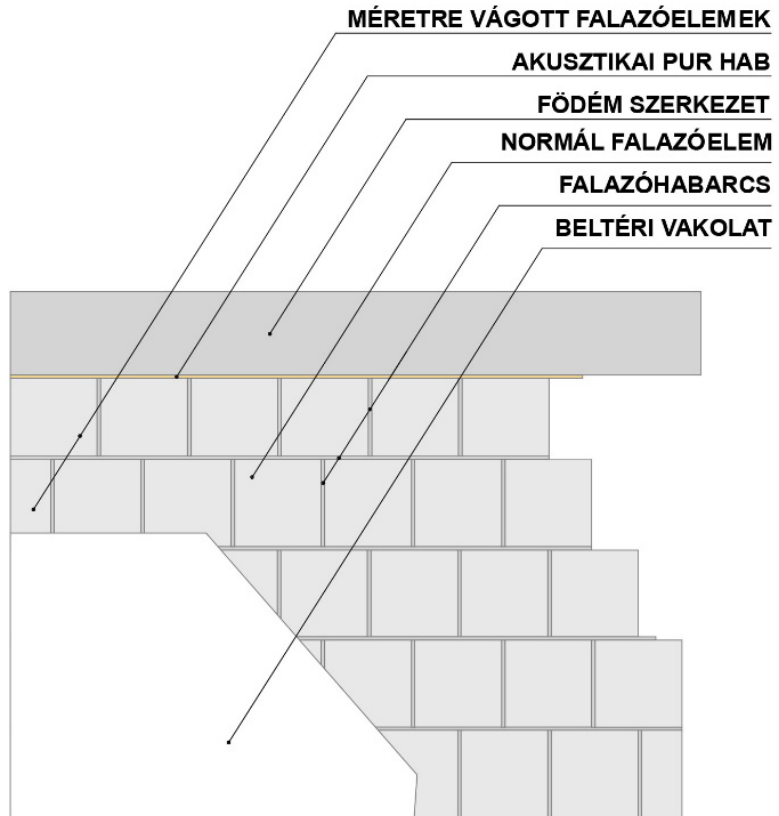 MÉRETRE VÁGOTT FALAZÓELEMEK
AKUSZTIKAI PUR HAB
FÖDÉM SZERKEZET
NORMÁL FALAZÓELEM
FALAZÓHABARCS
BELTÉRI VAKOLAT